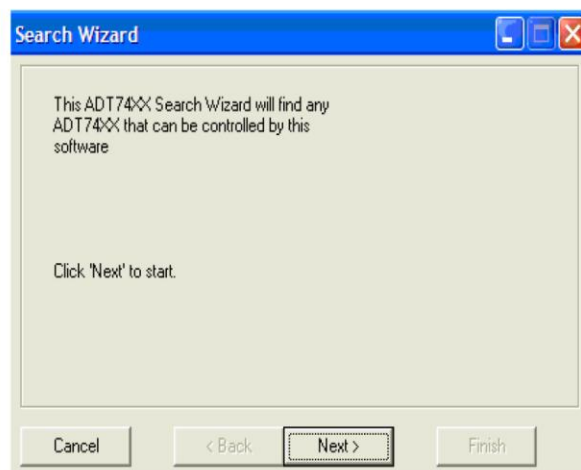 Search Wizard
This ADT74XX Search Wizard will find any
ADT74XX that can be controlled by this
software
Click 'Next' to start.
Cancel
< Back
Next >
Finish